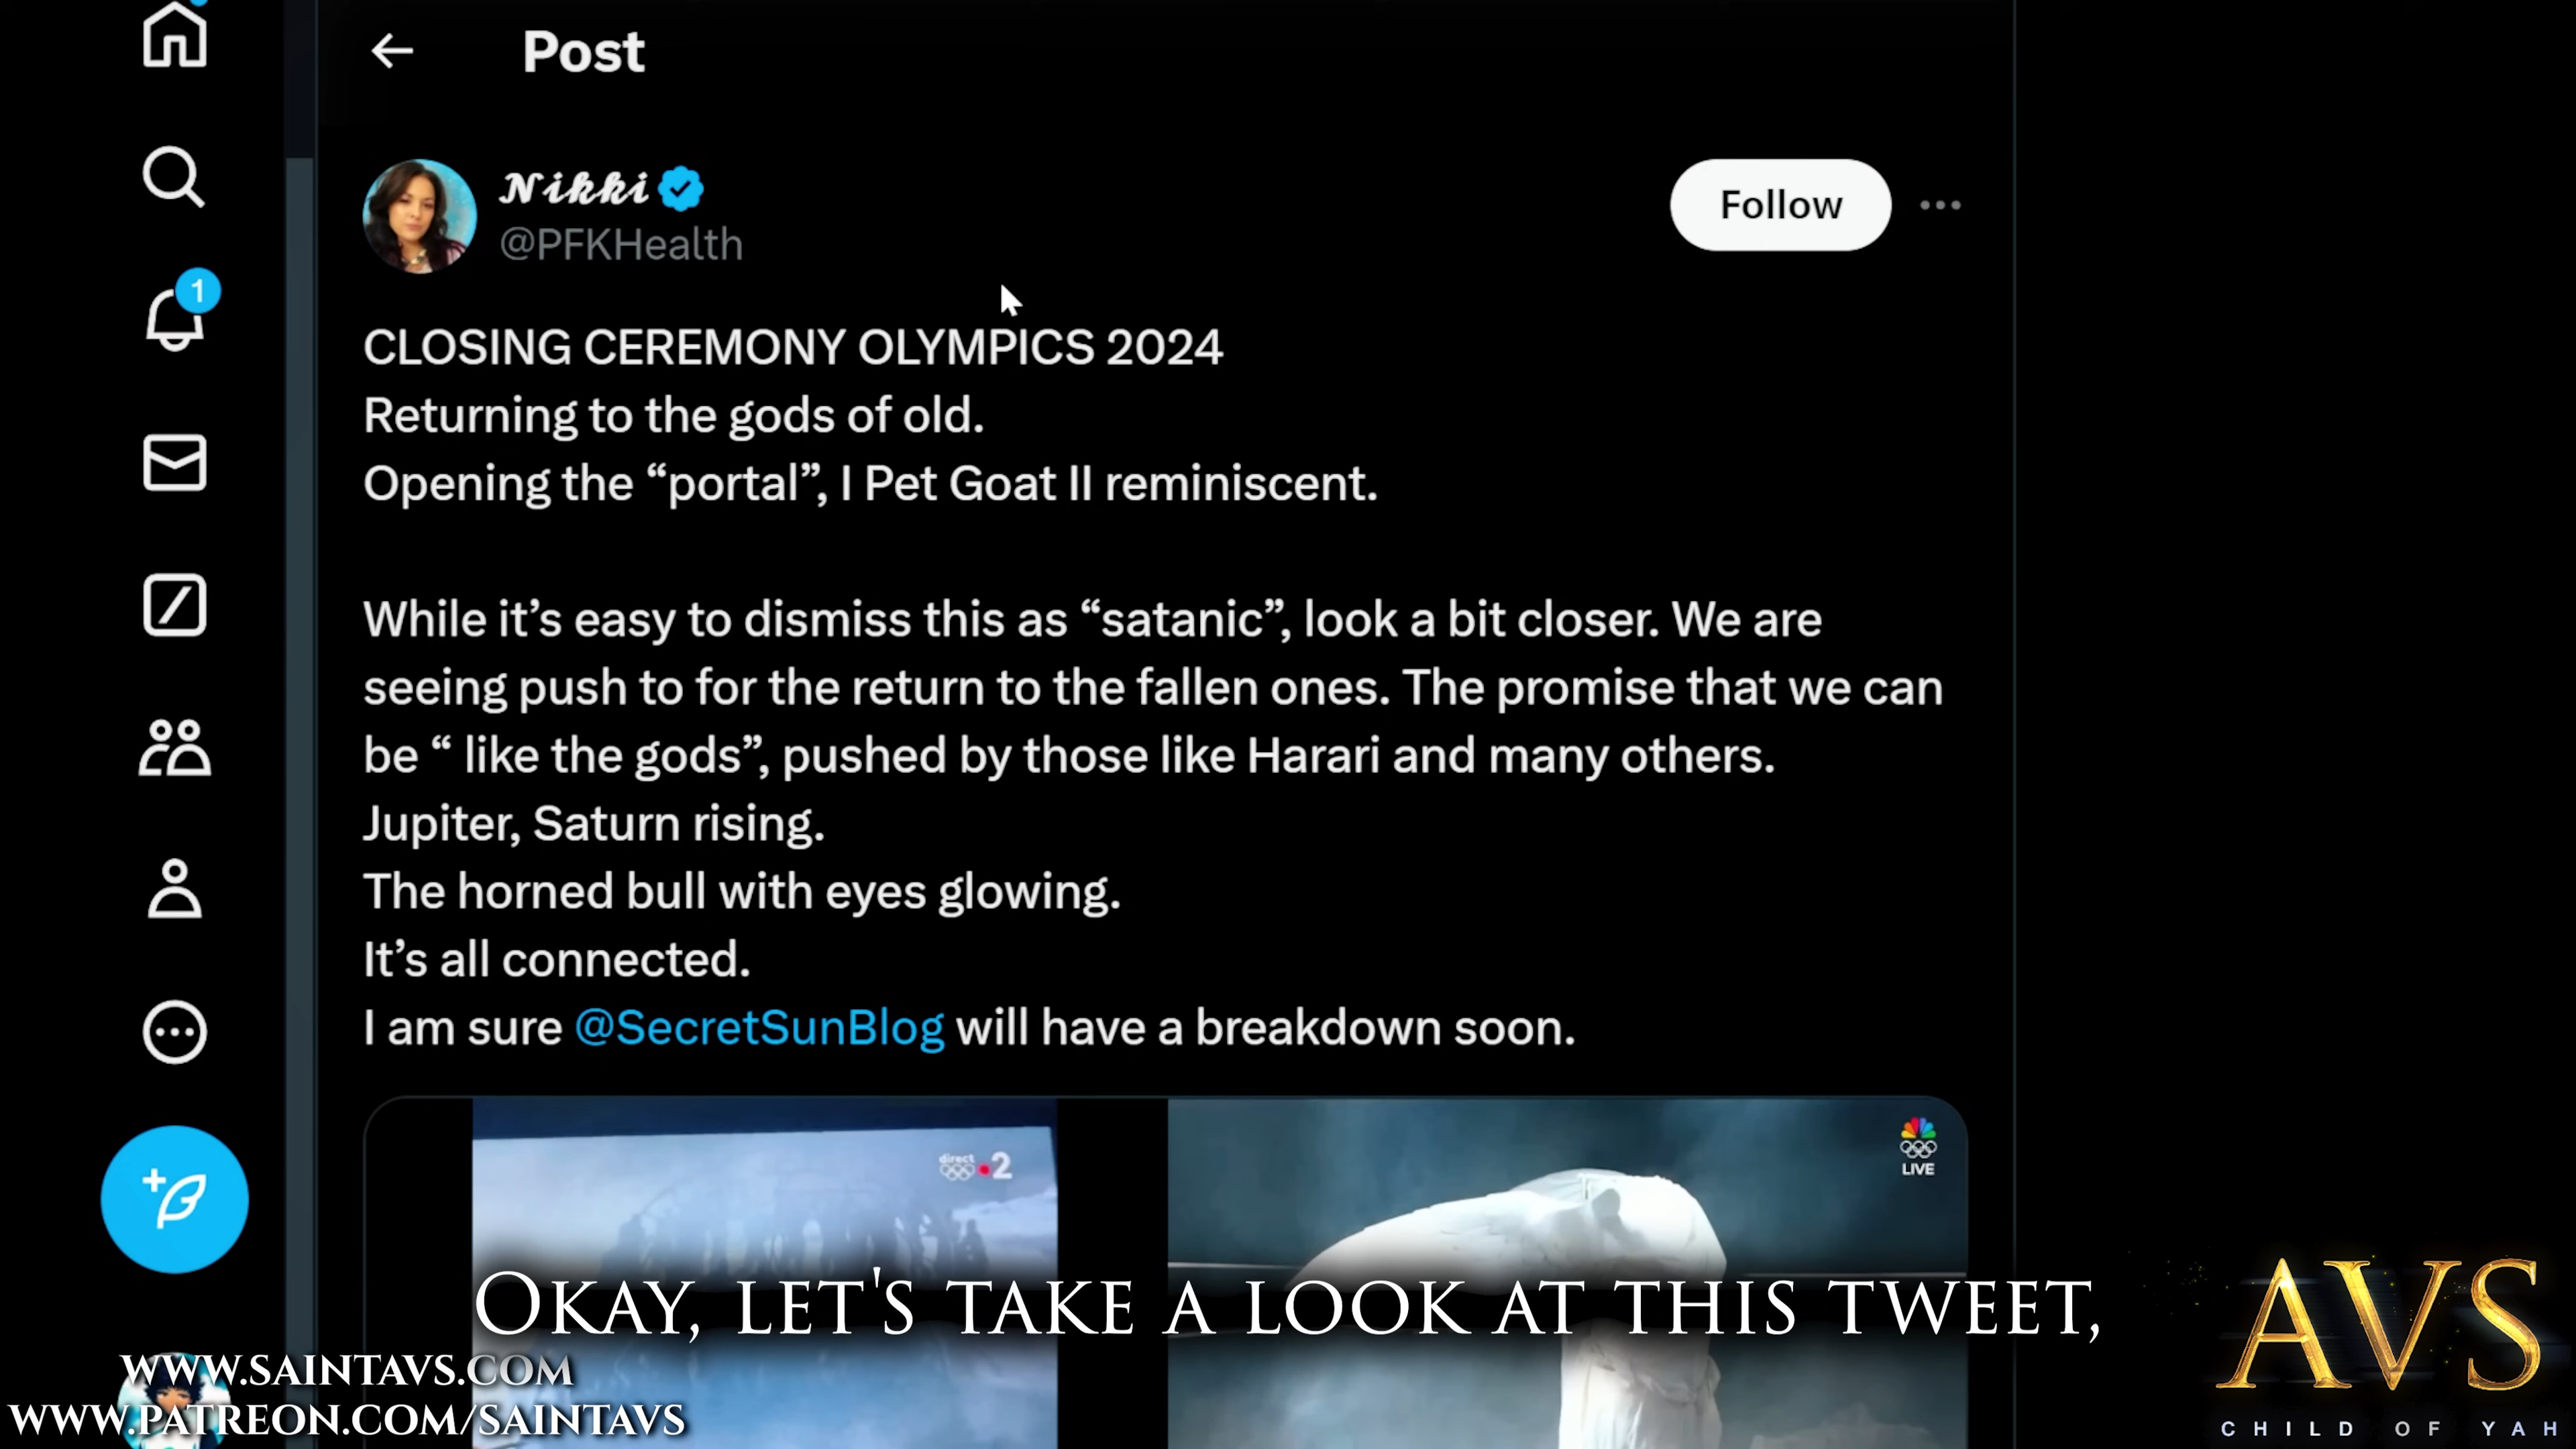 Post
Nikki
@PFKHealth
Follow
1
CLOSING CEREMONY OLYMPICS 2024
Returning to the gods of old.
Opening the “portal”, I Pet Goat II reminiscent.
While it’s easy to dismiss this as “satanic”, look a bit closer. We are
seeing push to for the return to the fallen ones. The promise that we can
be “ like the gods”, pushed by those like Harari and many others.
Jupiter, Saturn rising.
The horned bull with eyes glowing.
It’s all connected.
I am sure @SecretSunBlog will have a breakdown soon.
direct
2
LIVE
OKAY, LET'S TAKE A LOOK AT THIS TWEET,
WWW.SAINTAVS.COM
WWW.PATREON.COM/SAINTAVS
AVS
CHILD OF YAH